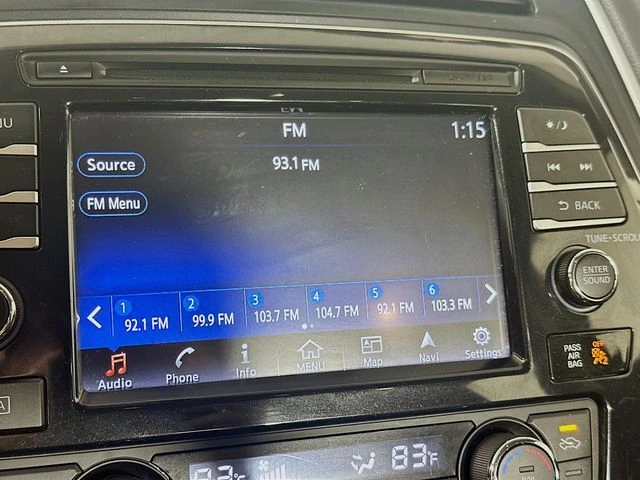 FM
1:15
Source
93.1 FM
FM Menu
BACK
TUNE•SCROLL
ENTER
SOUND
1 2 3 4 5 6
92.1 FM 99.9 FM 103.7 FM 104.7 FM 92.1 FM 103.3 FM
Audio Phone Info MENU Map Navi Settings
PASS
AIR
BAG
OFF
83°F
PUSH